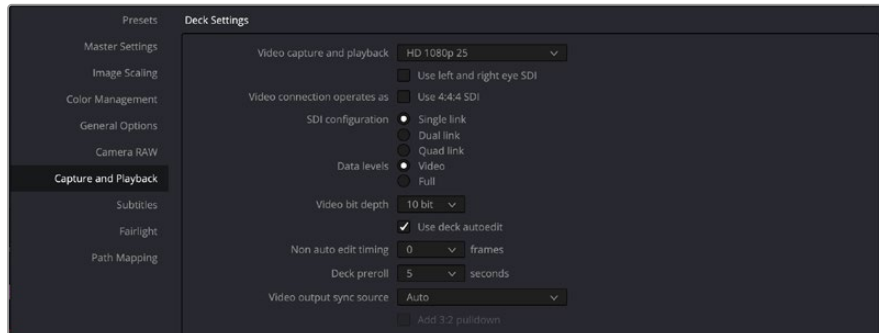 Presets
Master Settings
Image Scaling
Color Management
General Options
Camera RAW
Capture and Playback
Subtitles
Fairlight
Path Mapping
Deck Settings
Video capture and playback HD 1080p 25
Use left and right eye SDI
Video connection operates as Use 4:4:4 SDI
SDI configuration Single link
Dual link
Quad link
Data levels Video
Full
Video bit depth 10 bit
Use deck autoedit
Non auto edit timing 0 frames
Deck preroll 5 seconds
Video output sync source Auto
Add 3:2 pulldown